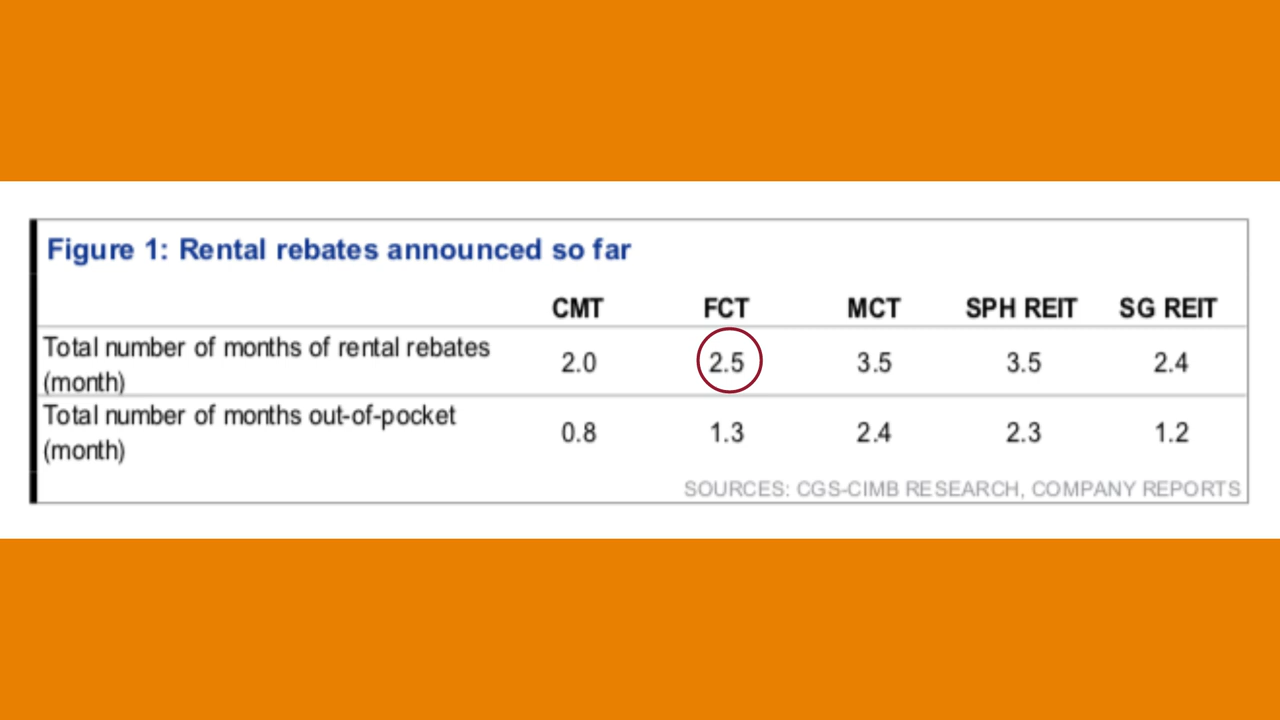 Figure 1: Rental rebates announced so far
CMT FCT MCT SPH REIT SG REIT
Total number of months of rental rebates
(month) 2.0 2.5 3.5 3.5 2.4
Total number of months out-of-pocket
(month) 0.8 1.3 2.4 2.3 1.2
SOURCES: CGS-CIMB RESEARCH, COMPANY REPORTS